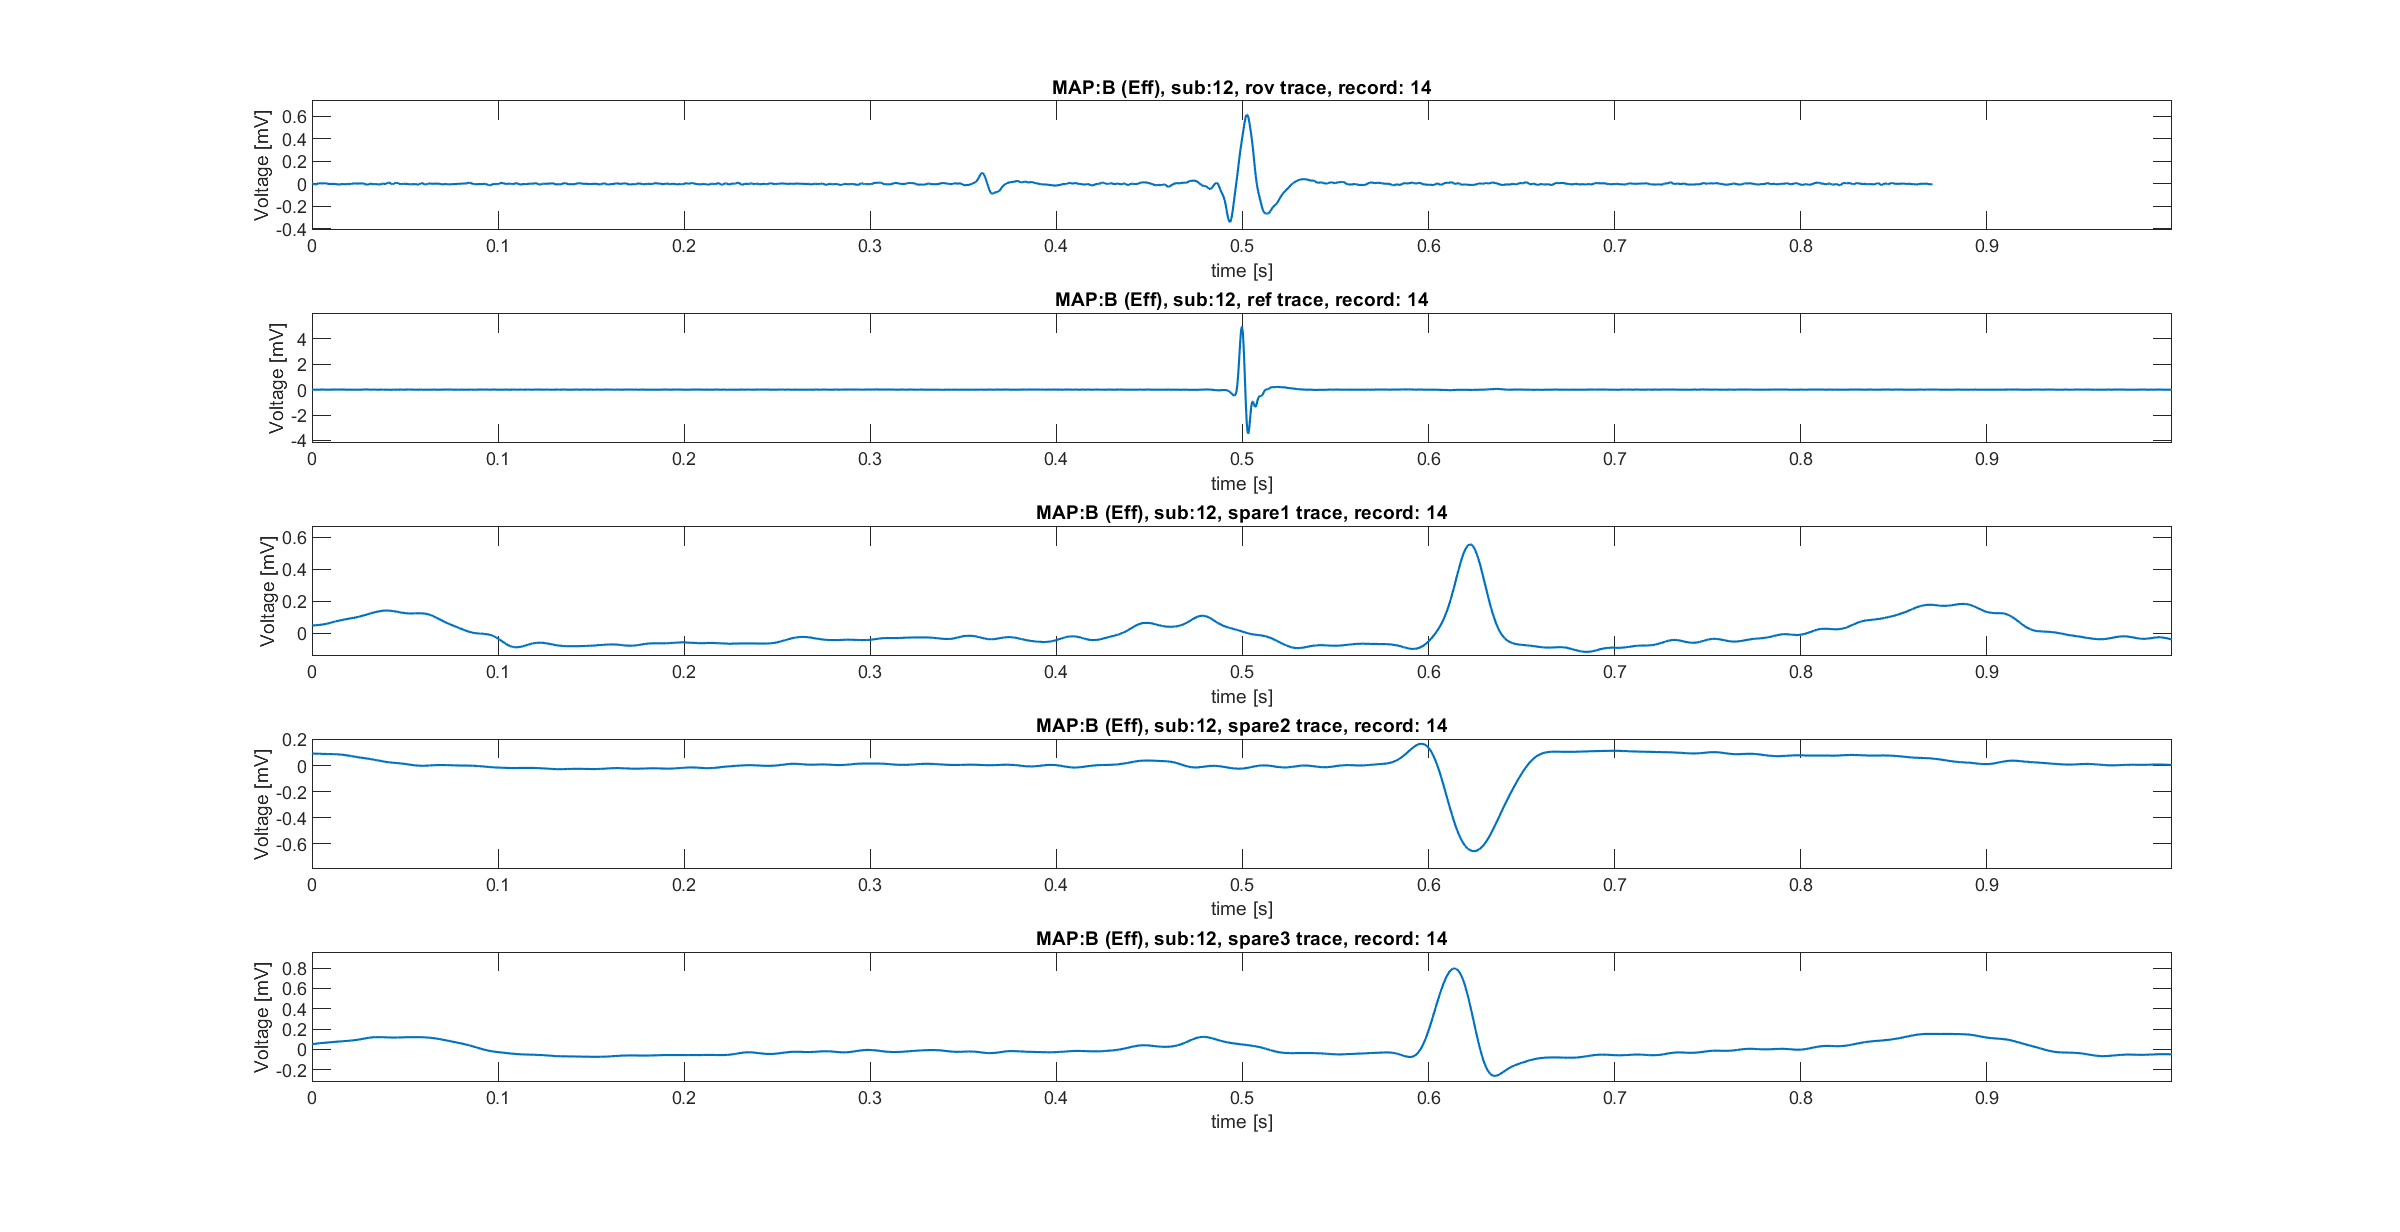 MAP:B (Eff), sub:12, rov trace, record: 14
Voltage [mV]
0.6
0.4
0.2
0
-0.2
-0.4
0 0.1 0.2 0.3 0.4 0.5 0.6 0.7 0.8 0.9
time [s]
MAP:B (Eff), sub:12, ref trace, record: 14
Voltage [mV]
4
2
0
-2
-4
0 0.1 0.2 0.3 0.4 0.5 0.6 0.7 0.8 0.9
time [s]
MAP:B (Eff), sub:12, spare1 trace, record: 14
Voltage [mV]
0.6
0.4
0.2
0
0 0.1 0.2 0.3 0.4 0.5 0.6 0.7 0.8 0.9
time [s]
MAP:B (Eff), sub:12, spare2 trace, record: 14
Voltage [mV]
0.2
0
-0.2
-0.4
-0.6
0 0.1 0.2 0.3 0.4 0.5 0.6 0.7 0.8 0.9
time [s]
MAP:B (Eff), sub:12, spare3 trace, record: 14
Voltage [mV]
0.8
0.6
0.4
0.2
0
-0.2
0 0.1 0.2 0.3 0.4 0.5 0.6 0.7 0.8 0.9
time [s]